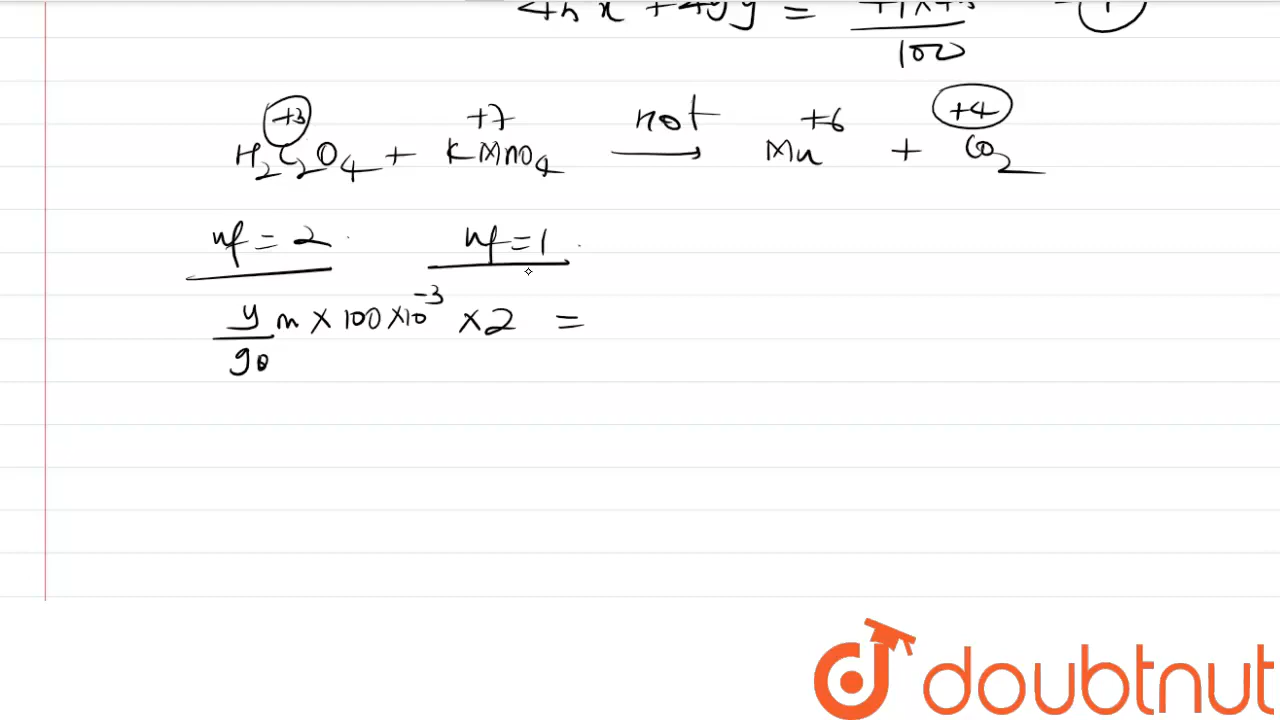 = 100
+3 +7 not +6 +4
H2C2O4 + KMnO4 → Mn + CO2
nf = 2 nf = 1
y/90 m × 100 × 10^-3 × 2 =
doubtnut